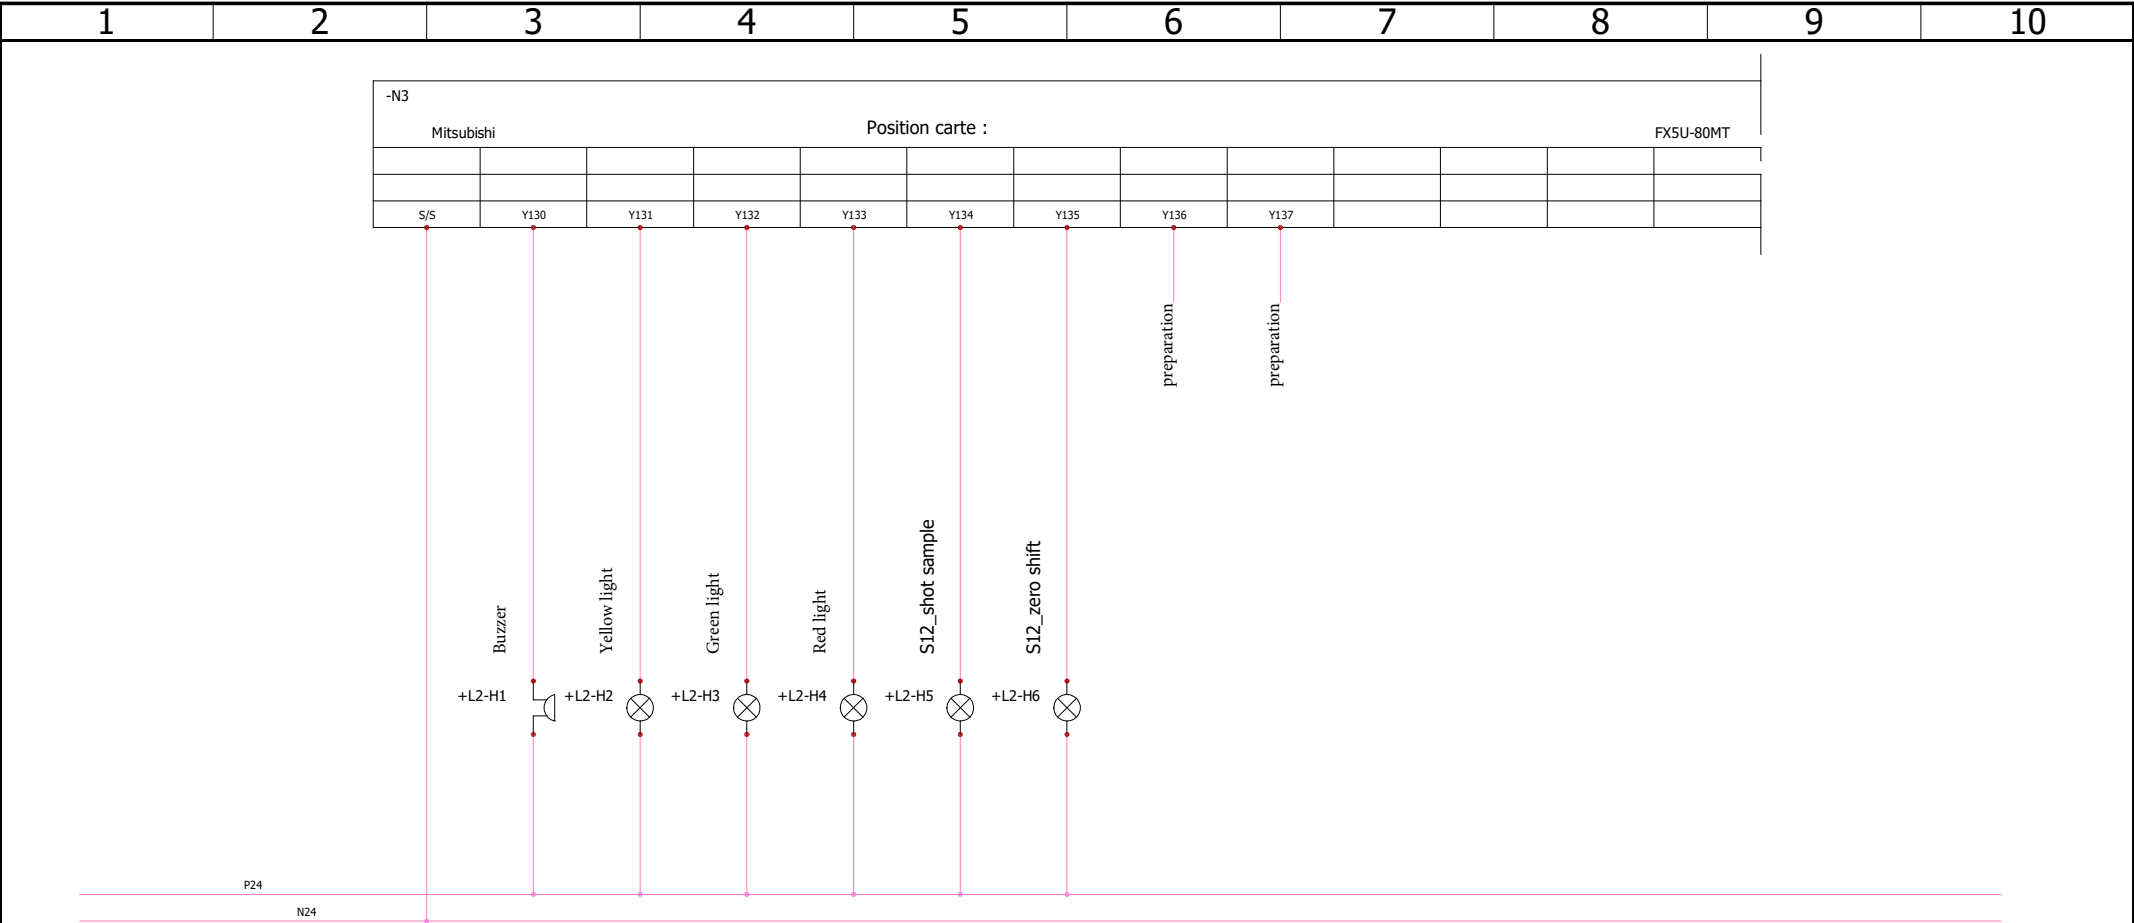 1 2 3 4 5 6 7 8 9 10
-N3
Mitsubishi Position carte : FX5U-80MT
S/S Y130 Y131 Y132 Y133 Y134 Y135 Y136 Y137
preparation
preparation
Buzzer
Yellow light
Green light
Red light
S12_shot sample
S12_zero shift
+L2-H1 +L2-H2 +L2-H3 +L2-H4 +L2-H5 +L2-H6
P24
N24